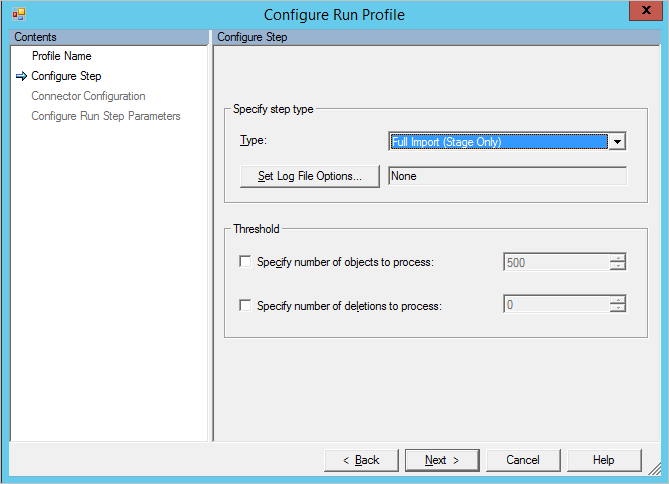 Configure Run Profile
x
Contents
Profile Name
Configure Step
Connector Configuration
Configure Run Step Parameters
Configure Step
Specify step type
Type:
Full Import (Stage Only)
Set Log File Options...
None
Threshold
Specify number of objects to process:
500
Specify number of deletions to process:
0
< Back
Next >
Cancel
Help